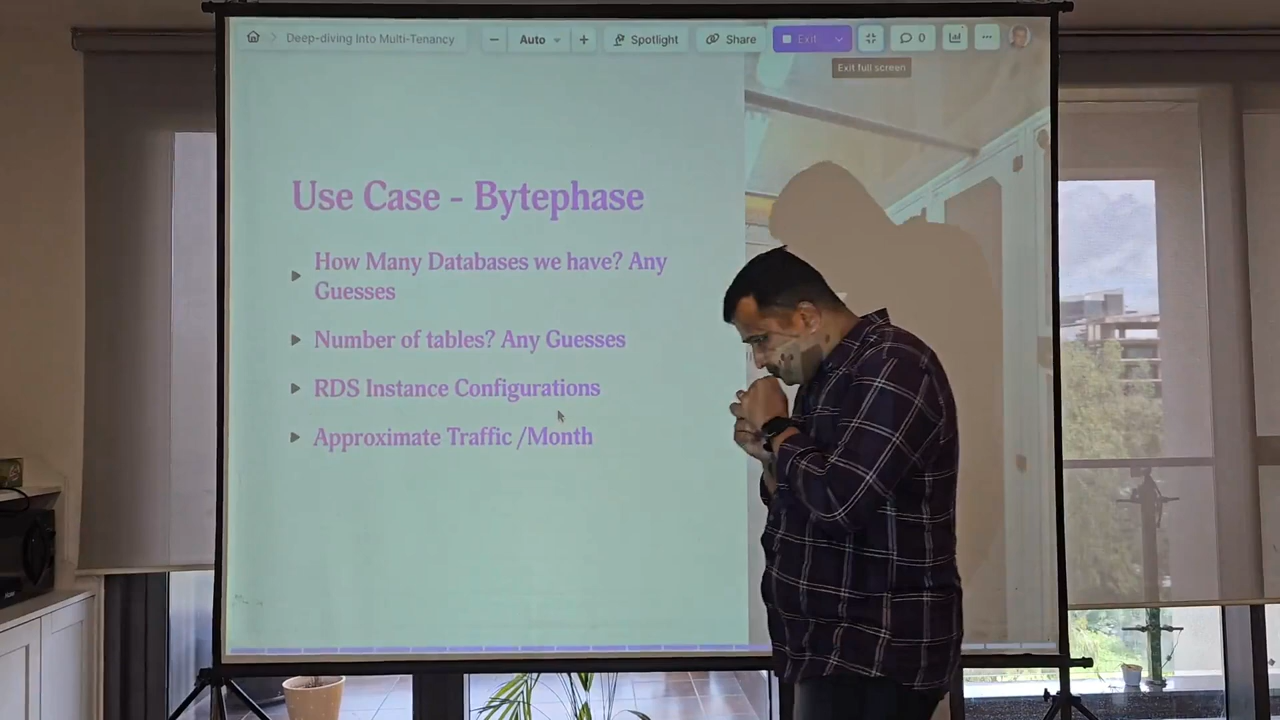 Deep-diving Into Multi-Tenancy
Auto
Spotlight
Share
Exit
0
Exit full screen
Use Case - Bytephase
How Many Databases we have? Any
Guesses
Number of tables? Any Guesses
RDS Instance Configurations
Approximate Traffic /Month